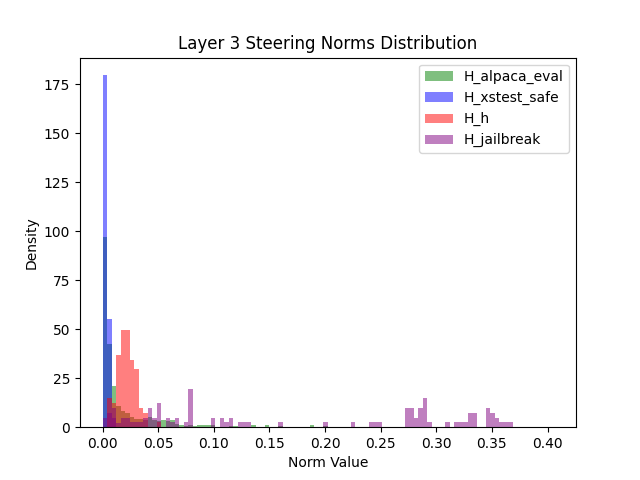 Layer 3 Steering Norms Distribution
H_alpaca_eval
H_xstest_safe
H_h
H_jailbreak
Density
175
150
125
100
75
50
25
0
0.00 0.05 0.10 0.15 0.20 0.25 0.30 0.35 0.40
Norm Value